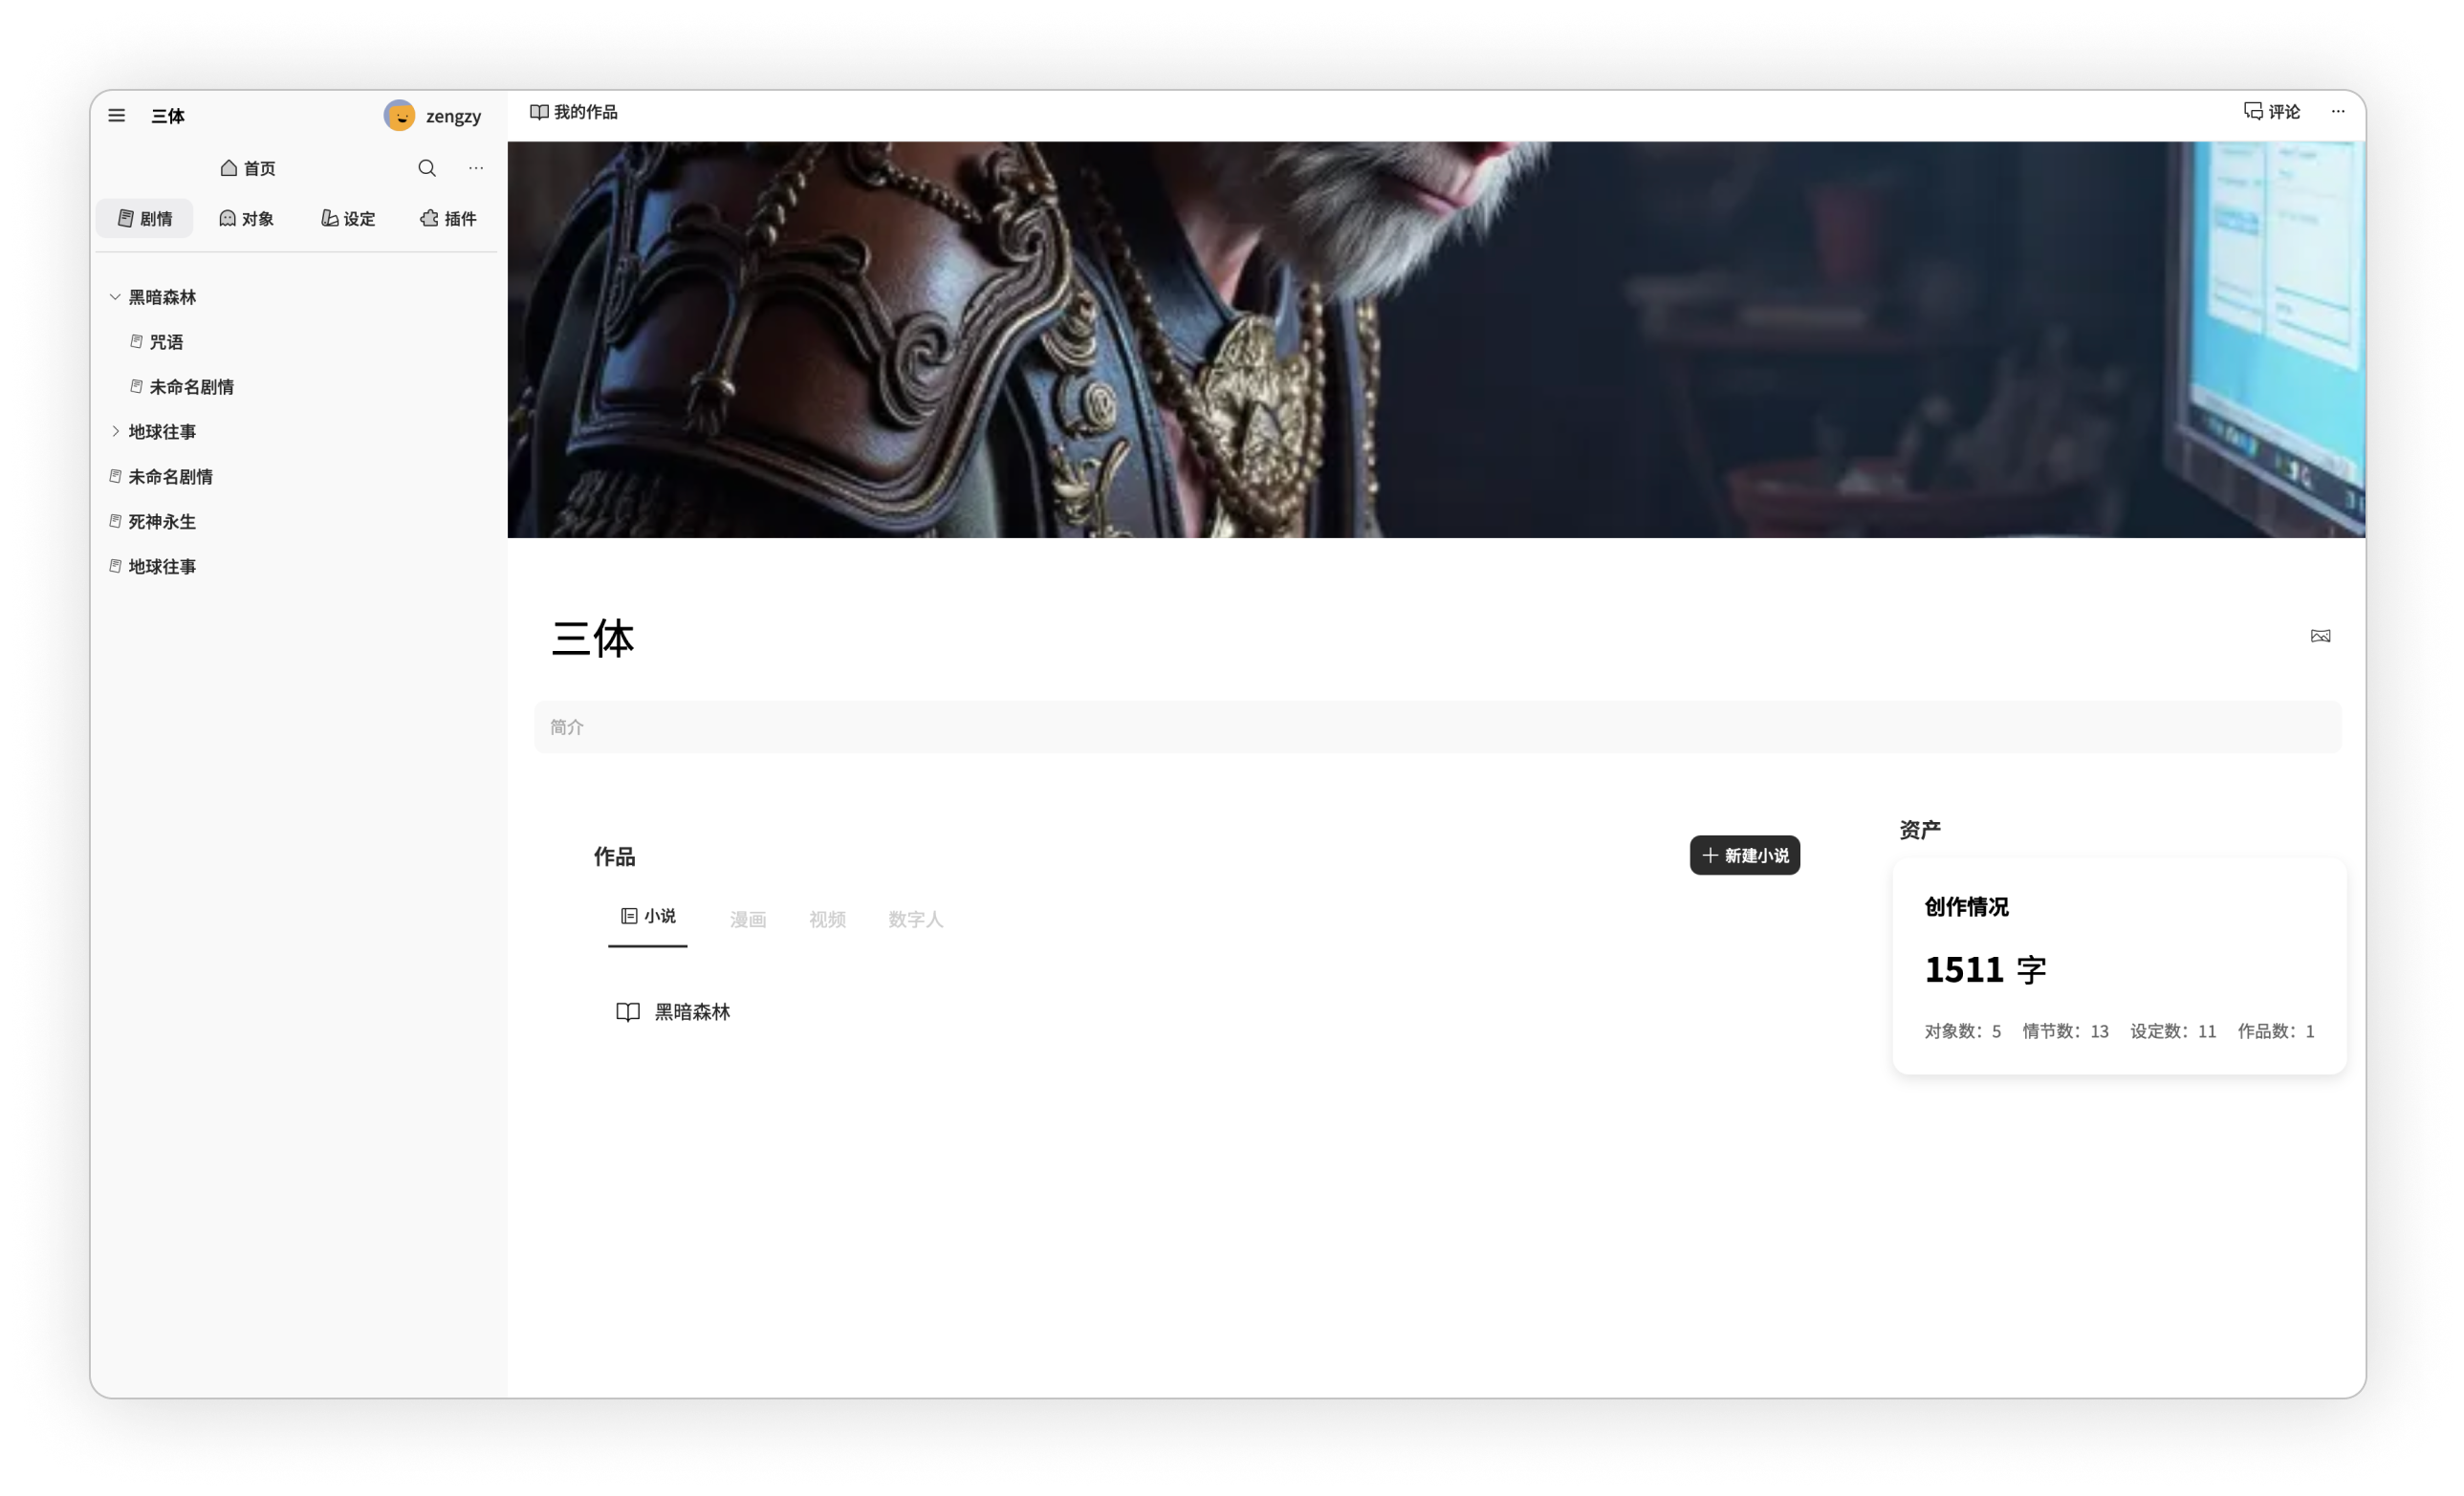 三体
zengzy
首页
剧情
对象
设定
插件
黑暗森林
咒语
未命名剧情
地球往事
未命名剧情
死神永生
地球往事
我的作品
评论
三体
简介
作品
新建小说
小说
漫画
视频
数字人
黑暗森林
资产
创作情况
1511 字
对象数：5 情节数：13 设定数：11 作品数：1